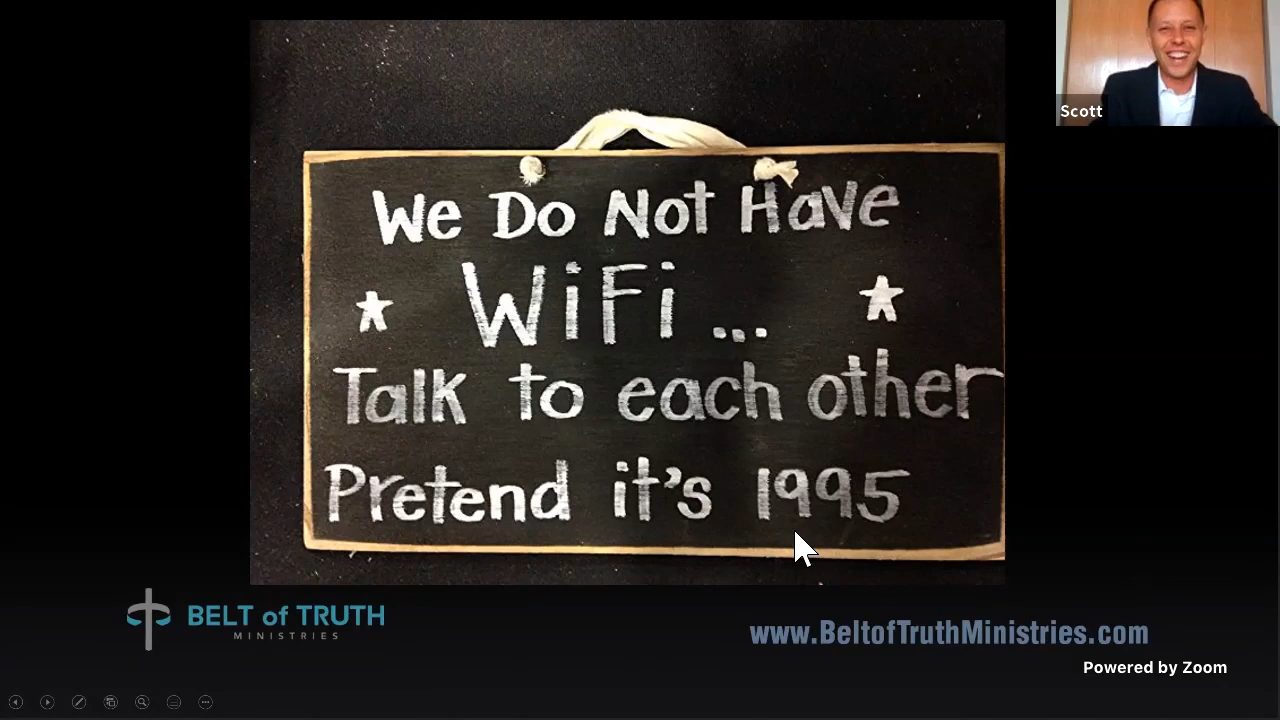 Scott
We Do Not Have
WiFi...
Talk to each other
Pretend it's 1995
BELT of TRUTH
MINISTRIES
www.BeltofTruthMinistries.com
Powered by Zoom